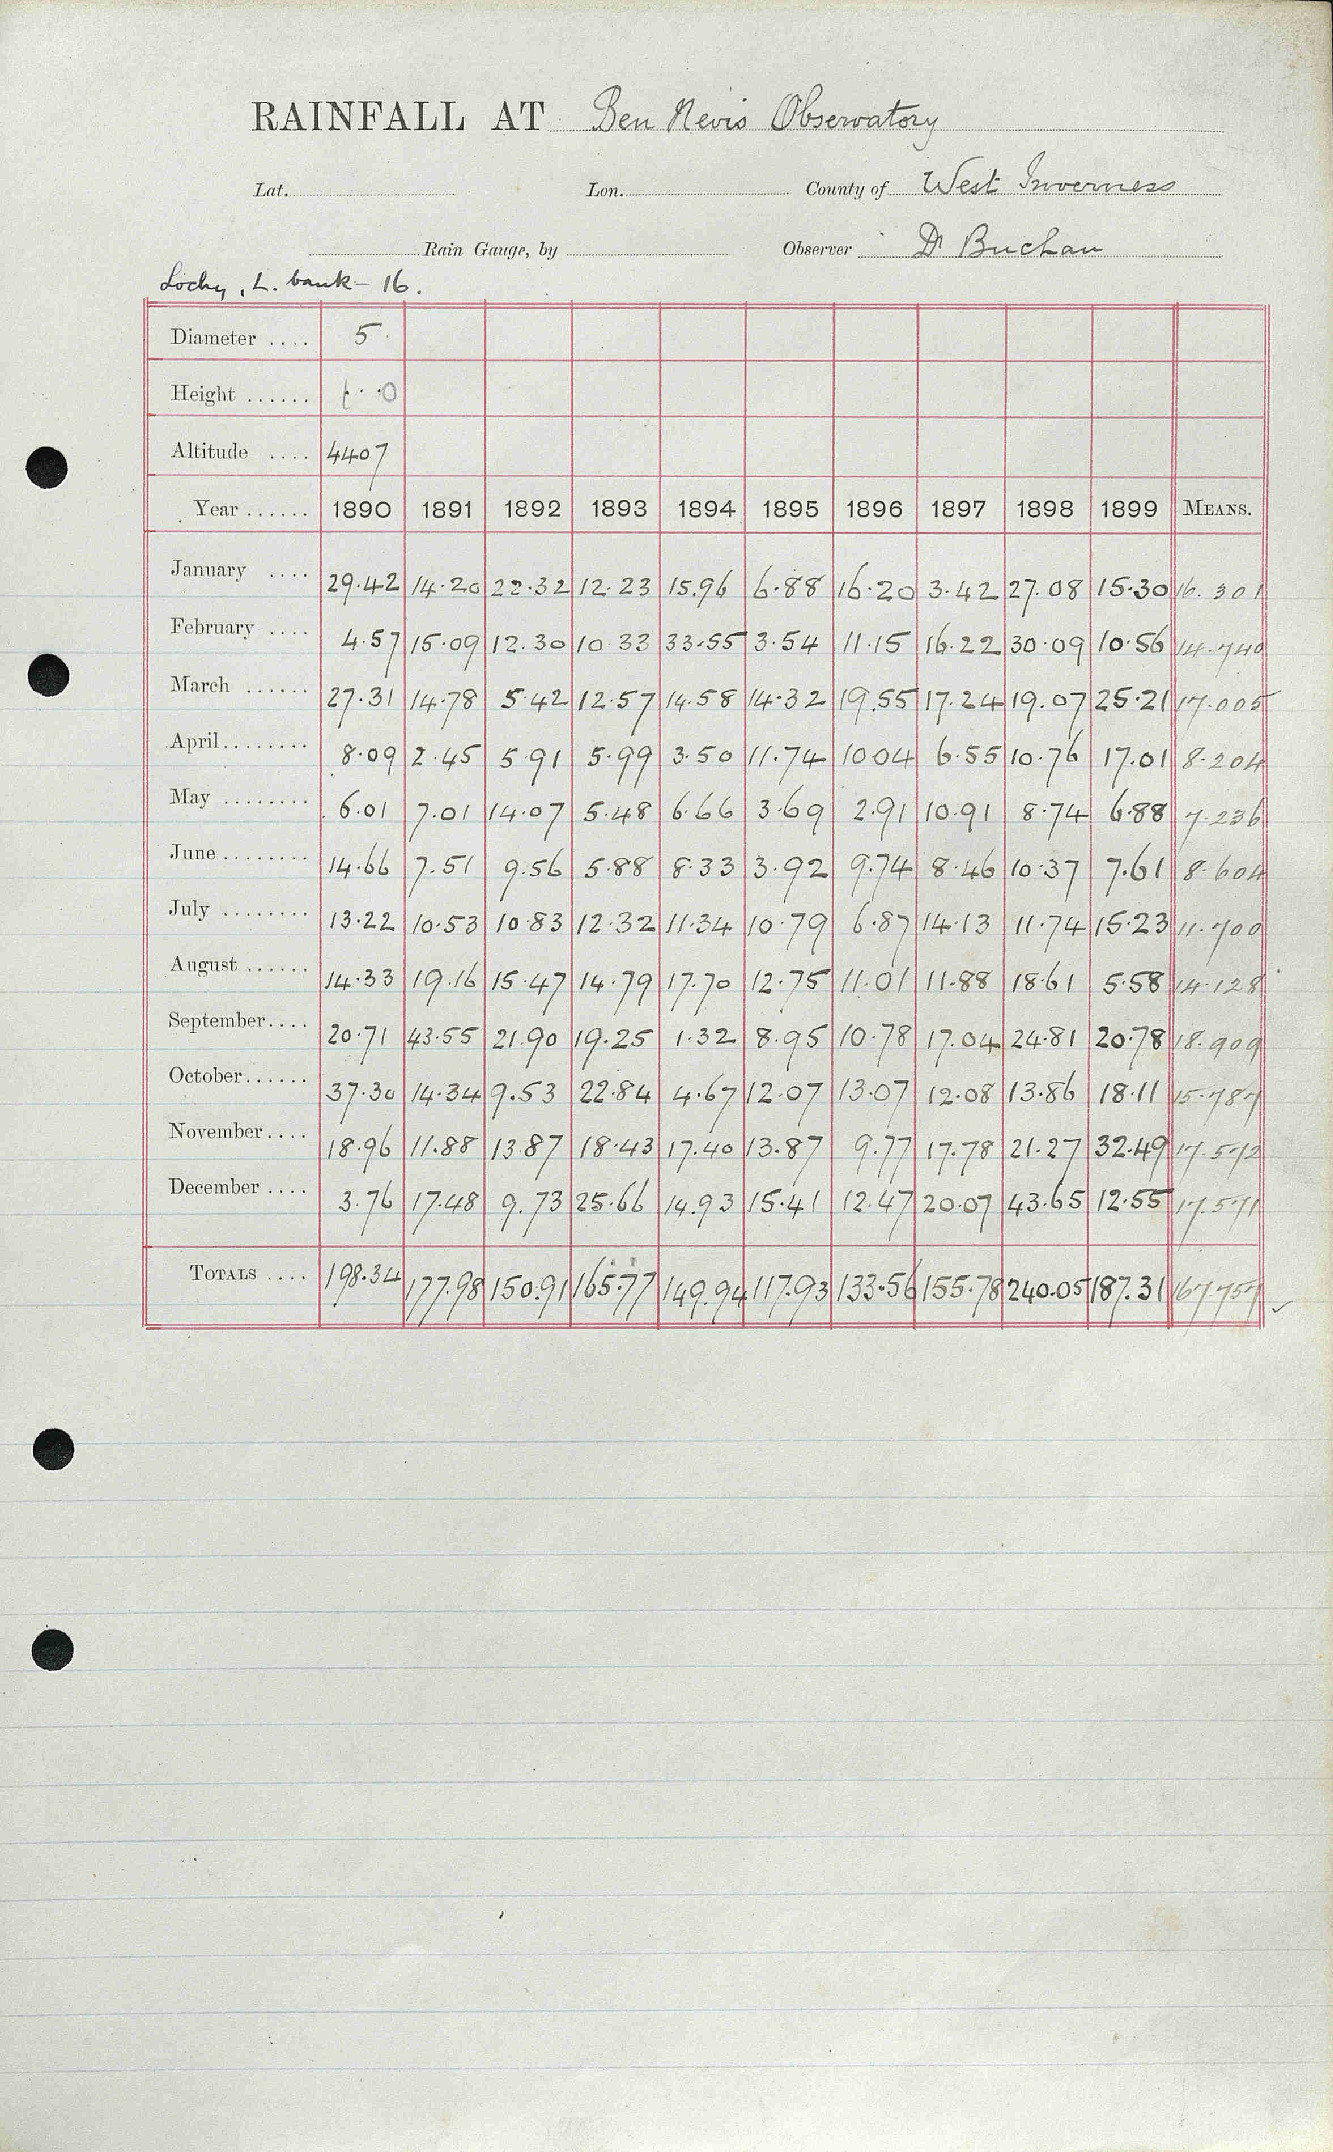 RAINFALL AT Ben Nevis Observatory
Lat. Lon. County of West Inverness
Rain Gauge, by Observer Dr Buchan
Lochy, L. bank - 16.
Diameter .... 5
Height ...... 0
Altitude .... 4407
Year ...... 1890 1891 1892 1893 1894 1895 1896 1897 1898 1899 MEANS.
January .... 29.42 14.20 22.32 12.23 15.96 6.88 16.20 3.42 27.08 15.30 16.301
February .... 4.57 15.09 12.30 10 33 33.55 3.54 11.15 16.22 30.09 10.56 14.740
March ...... 27.31 14.78 5.42 12.57 14.58 14.32 19.55 17.24 19.07 25.21 17.005
April ........ 8.09 2.45 5.91 5.99 3.50 11.74 10 04 6.55 10.76 17.01 8.204
May ........ 6.01 7.01 14.07 5.48 6.66 3.69 2.91 10.91 8.74 6.88 7.236
June ........ 14.66 7.51 9.56 5.88 8.33 3.92 9.74 8.46 10.37 7.61 8.604
July ........ 13.22 10.53 10.83 12.32 11.34 10.79 6.87 14.13 11.74 15.23 11.700
August ...... 14.33 19.16 15.47 14.79 17.70 12.75 11.01 11.88 18.61 5.58 14.128
September .... 20.71 43.55 21.90 19.25 1.32 8.95 10.78 17.04 24.81 20.78 18.909
October ...... 37.30 14.34 9.53 22.84 4.67 12.07 13.07 12.08 13.86 18.11 15.787
November .... 18.96 11.88 13.87 18.43 17.40 13.87 9.77 17.78 21.27 32.49 17.572
December .... 3.76 17.48 9.73 25.66 14.93 15.41 12.47 20.07 43.65 12.55 17.571
TOTALS .... 198.34 177.98 150.91 165.77 149.94 117.93 133.56 155.78 240.05 187.31 167.757